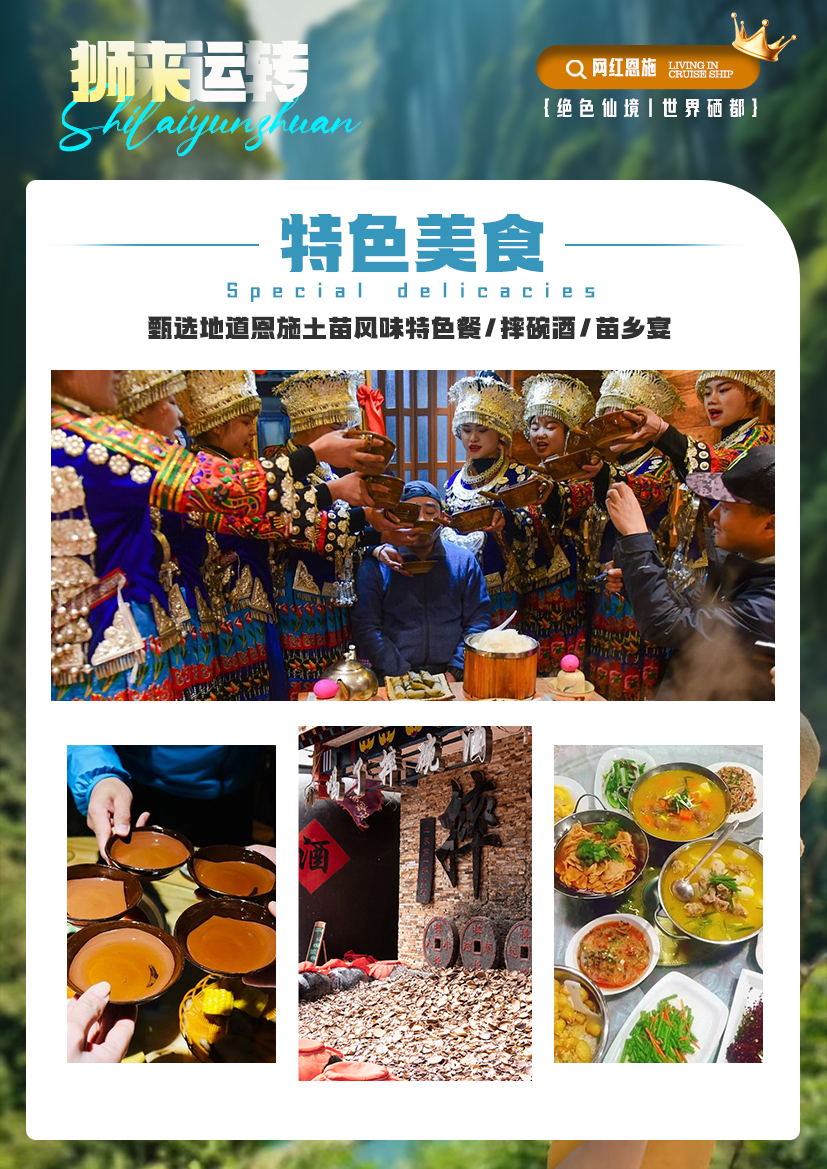 狮来运转
Shilaiyunzhuan
网红恩施
LIVING IN
CRUISE SHIP
【绝色仙境|世界硒都】
特色美食
Special delicacies
甄选地道恩施土苗风味特色餐/摔碗酒/苗乡宴
摔
酒